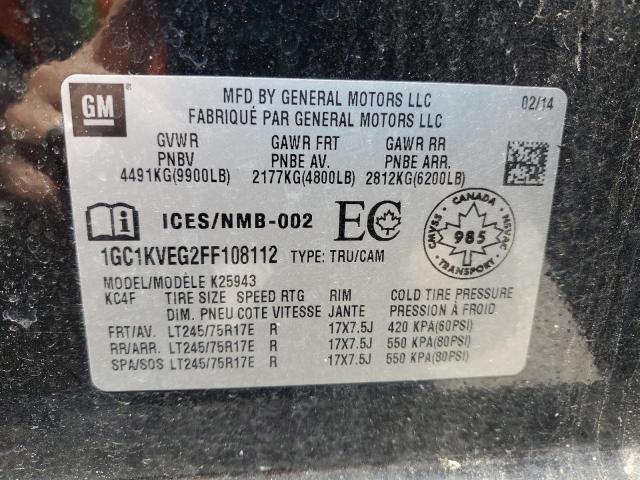 GM ®
MFD BY GENERAL MOTORS LLC
FABRIQUÉ PAR GENERAL MOTORS LLC
02/14
GVWR GAWR FRT GAWR RR
PNBV PNBE AV. PNBE ARR.
4491KG(9900LB) 2177KG(4800LB) 2812KG(6200LB)
ICES/NMB-002 EC
CANADA
CMVSS NSVAC
985
TRANSPORT
1GC1KVEG2FF108112 TYPE: TRU/CAM
MODEL/MODÈLE K25943
KC4F TIRE SIZE SPEED RTG RIM COLD TIRE PRESSURE
DIM. PNEU COTE VITESSE JANTE PRESSION À FROID
FRT/AV. LT245/75R17E R 17X7.5J 420 KPA(60PSI)
RR/ARR. LT245/75R17E R 17X7.5J 550 KPA(80PSI)
SPA/SOS LT245/75R17E R 17X7.5J 550 KPA(80PSI)